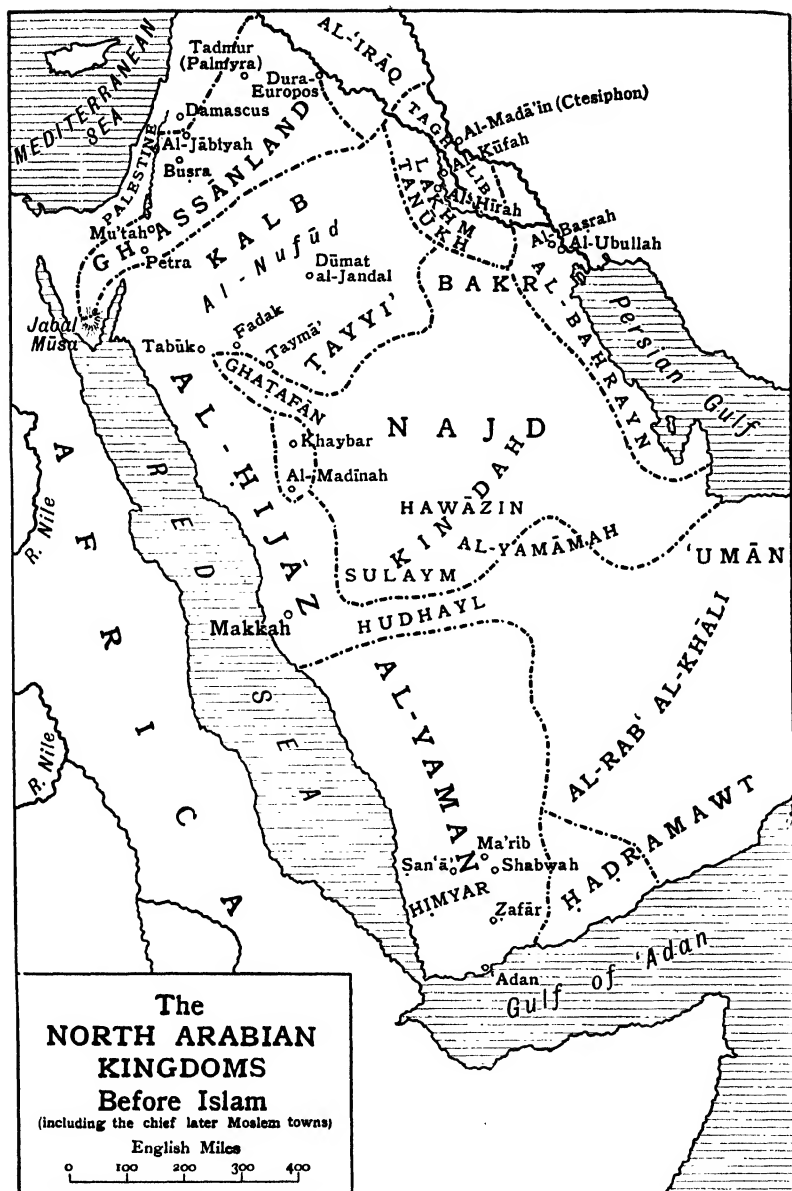 MEDITERRANEAN
SEA
AL-'IRĀQ
Tadmur
(Palmyra)
Dura-
Europos
Damascus
Al-Jābiyah
Buṣra
PALESTINE
GHASSĀNLAND
TAGHLIB
Al-Madā'in (Ctesiphon)
Al-Kūfah
Al-Ḥīrah
LAKHM
TANŪKH
Mu'tah
Petra
KALB
Al-Nufūd
Dūmat
al-Jandal
Al-Baṣrah
Al-Ubullah
BAKR
AL-BAḤRAYN
Persian Gulf
Jabal
Mūsa
Tabūk
Fadak
Taymā'
ṬAYYI'
GHATAFĀN
AL-ḤIJĀZ
Khaybar
Al-Madīnah
NAJD
KINDAH
HAWĀZIN
AL-YAMĀMAH
SULAYM
HUDHAYL
'UMĀN
Makkah
RED SEA
AFRICA
R. Nile
R. Nile
AL-YAMAN
AL-RAB' AL-KHĀLI
ḤAḌRAMAWT
Ma'rib
Ṣan'ā'
Shabwah
ḤIMYAR
Ẓafār
'Adan
Gulf of 'Adan
The
NORTH ARABIAN
KINGDOMS
Before Islam
(including the chief later Moslem towns)
English Miles
0 100 200 300 400